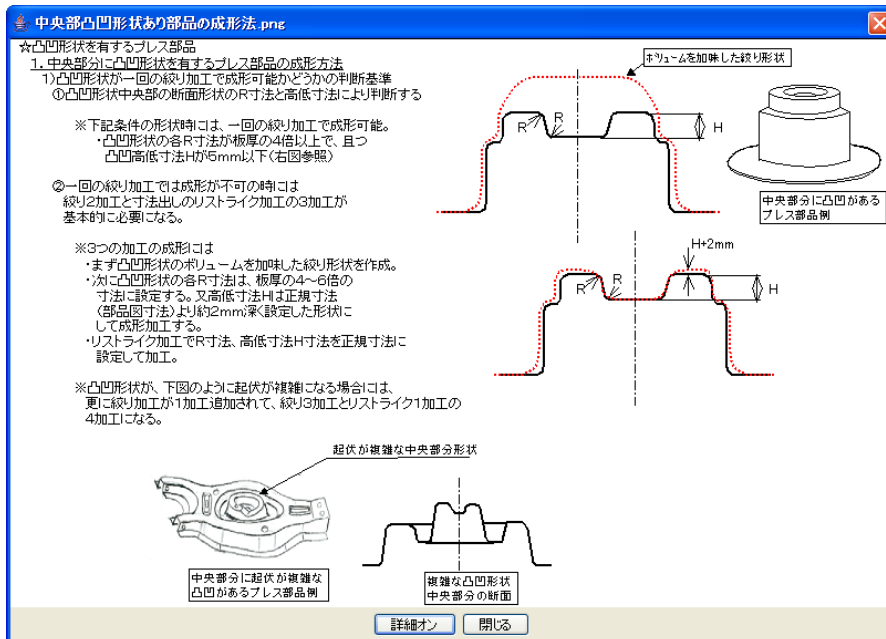 中央部凸凹形状あり部品の成形法.png
☆凸凹形状を有するプレス部品
1. 中央部分に凸凹形状を有するプレス部品の成形方法
1)凸凹形状が一回の絞り加工で成形可能かどうかの判断基準
①凸凹形状中央部の断面形状のR寸法と高低寸法により判断する
※下記条件の形状時には、一回の絞り加工で成形可能。
・凸凹形状の各R寸法が板厚の4倍以上で、且つ
凸凹高低寸法Hが5mm以下(右図参照)
②一回の絞り加工では成形が不可の時には
絞り2加工と寸法出しのリストライク加工の3加工が
基本的に必要になる。
※3つの加工の成形には
・まず凸凹形状のボリュームを加味した絞り形状を作成。
・次に凸凹形状の各R寸法は、板厚の4～6倍の
寸法に設定する。又高低寸法Hは正規寸法
(部品図寸法)より約2mm深く設定した形状に
して成形加工する。
・リストライク加工でR寸法、高低寸法H寸法を正規寸法に
設定して加工。
※凸凹形状が、下図のように起伏が複雑になる場合には、
更に絞り加工が1加工追加されて、絞り3加工とリストライク1加工の
4加工になる。
ボリュームを加味した絞り形状
R
R
H
中央部分に凸凹がある
プレス部品例
H+2mm
R
R
H
起伏が複雑な中央部分形状
中央部分に起伏が複雑な
凸凹があるプレス部品例
複雑な凸凹形状
中央部分の断面
詳細オン
閉じる